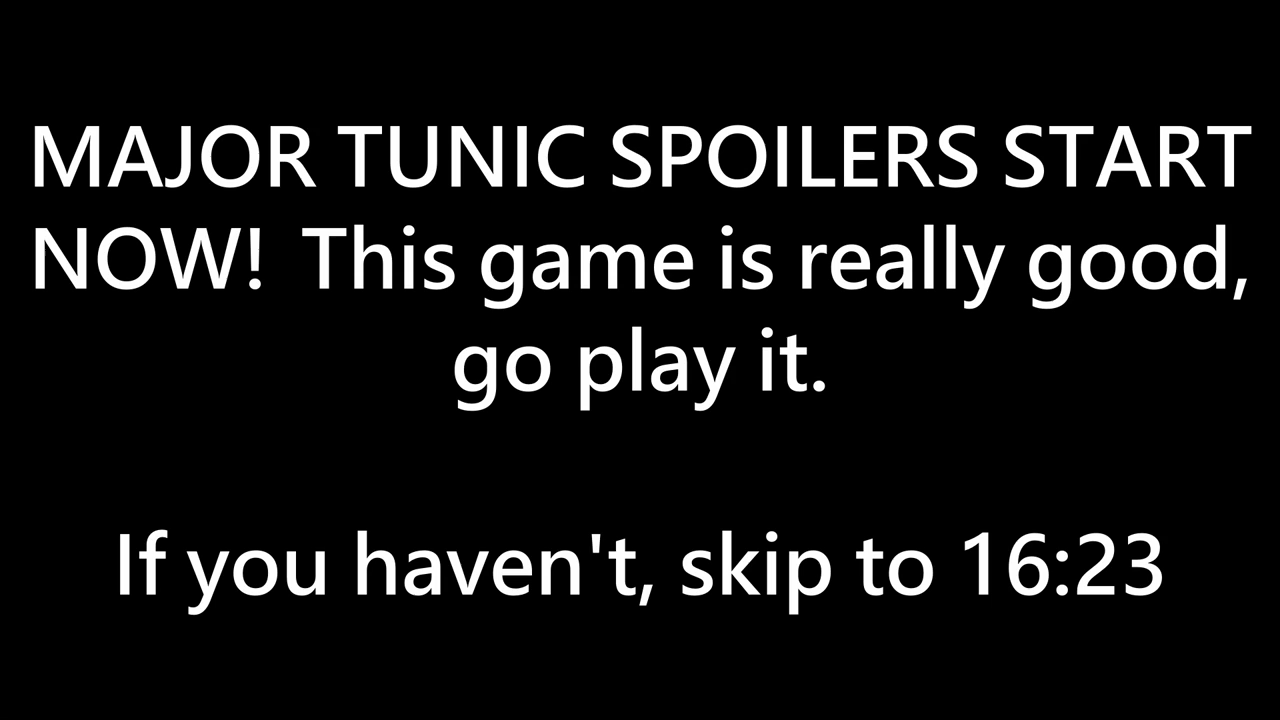 MAJOR TUNIC SPOILERS START
NOW!  This game is really good,
go play it.
If you haven't, skip to 16:23